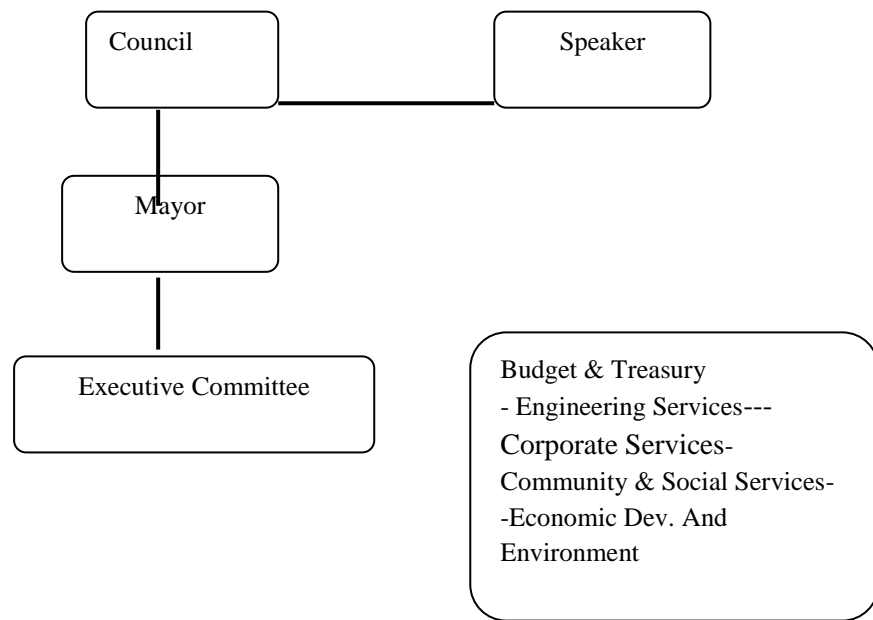 Council
Speaker
Mayor
Executive Committee
Budget & Treasury
- Engineering Services---
Corporate Services-
Community & Social Services-
-Economic Dev. And
Environment